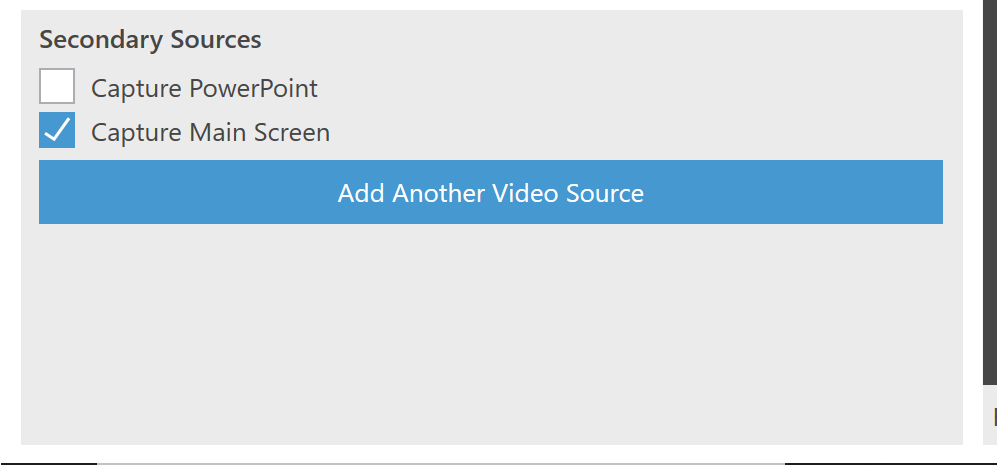 Secondary Sources
Capture PowerPoint
Capture Main Screen
Add Another Video Source